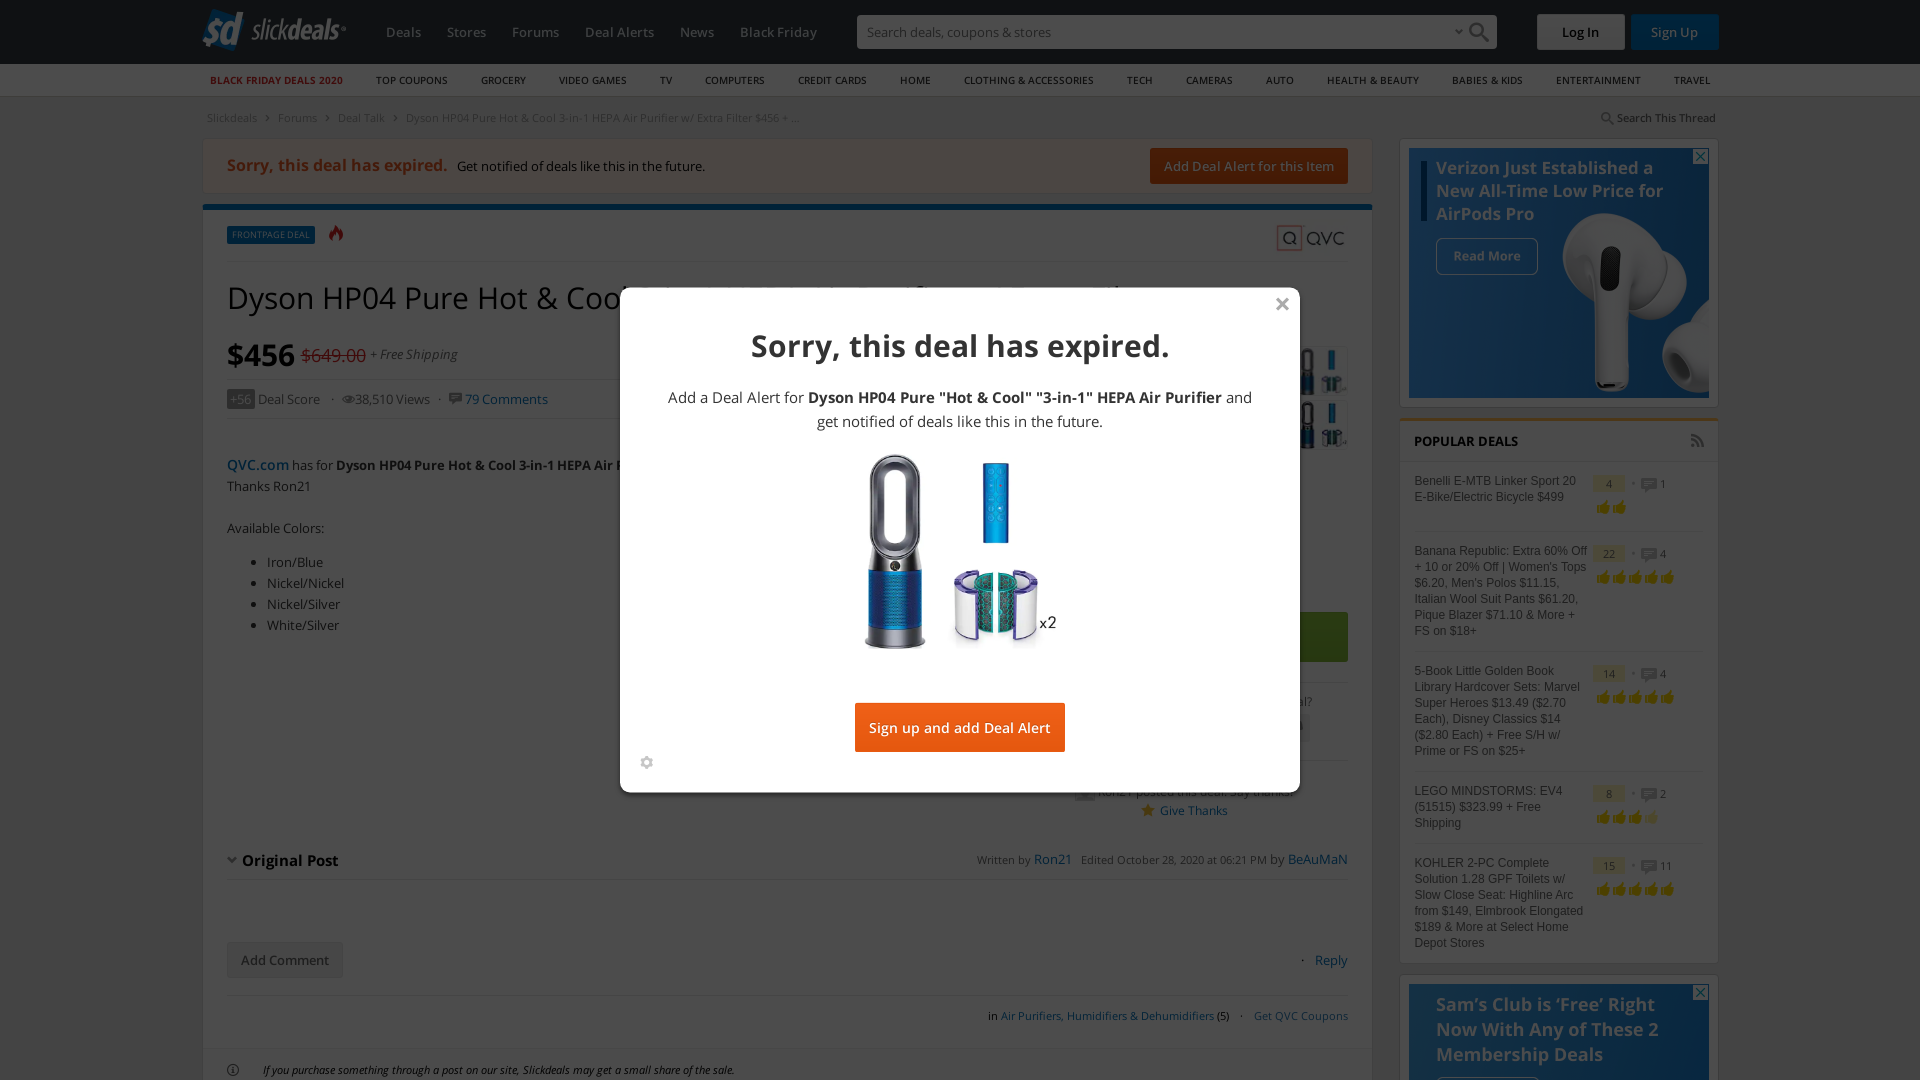 slickdeals
Deals
Stores
Forums
Deal Alerts
News
Black Friday
Search deals, coupons & stores
Log In
Sign Up
BLACK FRIDAY DEALS 2020
TOP COUPONS
GROCERY
VIDEO GAMES
TV
COMPUTERS
CREDIT CARDS
HOME
CLOTHING & ACCESSORIES
TECH
CAMERAS
AUTO
HEALTH & BEAUTY
BABIES & KIDS
ENTERTAINMENT
TRAVEL
Slickdeals > Forums > Deal Talk > Dyson HP04 Pure Hot & Cool 3-in-1 HEPA Air Purifier w/ Extra Filter $456 + ...
Search This Thread
Sorry, this deal has expired. Get notified of deals like this in the future.
Add Deal Alert for this Item
FRONTPAGE DEAL
Q QVC
Dyson HP04 Pure Hot & Cool
$456 $649.00 + Free Shipping
+56 Deal Score · 38,510 Views · 79 Comments
QVC.com has for Dyson HP04 Pure Hot & Cool 3-in-1 HEPA Air
Thanks Ron21
Available Colors:
• Iron/Blue
• Nickel/Nickel
• Nickel/Silver
• White/Silver
Sorry, this deal has expired.
Add a Deal Alert for Dyson HP04 Pure "Hot & Cool" "3-in-1" HEPA Air Purifier and
get notified of deals like this in the future.
x2
Sign up and add Deal Alert
Ron21 posted this deal. Say thanks!
Give Thanks
Original Post
Written by Ron21 Edited October 28, 2020 at 06:21 PM by BeAuMaN
Add Comment
· Reply
in Air Purifiers, Humidifiers & Dehumidifiers (5) · Get QVC Coupons
If you purchase something through a post on our site, Slickdeals may get a small share of the sale.
Verizon Just Established a
New All-Time Low Price for
AirPods Pro
Read More
POPULAR DEALS
Benelli E-MTB Linker Sport 20
E-Bike/Electric Bicycle $499
4 · 1
Banana Republic: Extra 60% Off
+ 10 or 20% Off | Women's Tops
$6.20, Men's Polos $11.15,
Italian Wool Suit Pants $61.20,
Pique Blazer $71.10 & More +
FS on $18+
22 · 4
5-Book Little Golden Book
Library Hardcover Sets: Marvel
Super Heroes $13.49 ($2.70
Each), Disney Classics $14
($2.80 Each) + Free S/H w/
Prime or FS on $25+
14 · 4
LEGO MINDSTORMS: EV4
(51515) $323.99 + Free
Shipping
8 · 2
KOHLER 2-PC Complete
Solution 1.28 GPF Toilets w/
Slow Close Seat: Highline Arc
from $149, Elmbrook Elongated
$189 & More at Select Home
Depot Stores
15 · 11
Sam's Club is 'Free' Right
Now With Any of These 2
Membership Deals